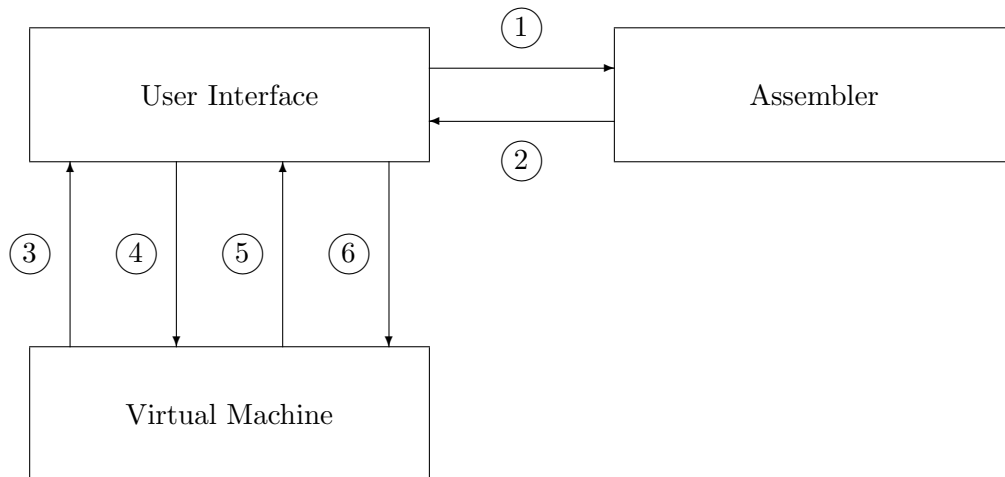 ①
User Interface
Assembler
②
③
④
⑤
⑥
Virtual Machine